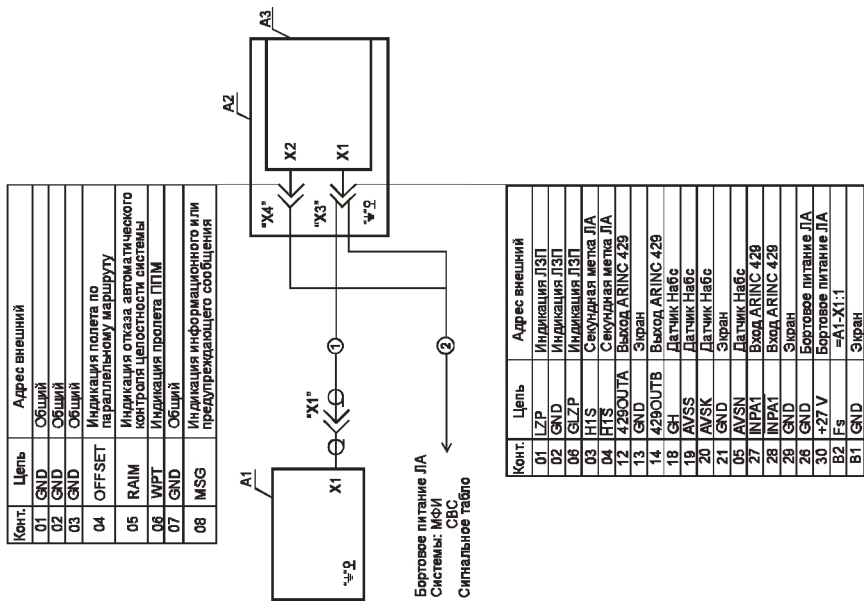 Конт. Цепь Адрес внешний
01 GND Общий
02 GND Общий
03 GND Общий
04 OFFSET Индикация полета по
параллельному маршруту
05 RAIM Индикация отказа автоматического
контроля целостности системы
06 WPT Индикация пролета ППМ
07 GND Общий
08 MSG Индикация информационного или
предупреждающего сообщения
A1
X1
"⏚"
"X1"
1
2
A2
A3
"X4"
X2
"X3"
X1
"⏚"
Бортовое питание ЛА
Системы: МФИ
СВС
Сигнальное табло
Конт. Цепь Адрес внешний
01 LZP Индикация ЛЗП
02 GND Индикация ЛЗП
06 GLZP Индикация ЛЗП
03 H1S Секундная метка ЛА
04 H1S Секундная метка ЛА
12 429OUTA Выход ARINC 429
13 GND Экран
14 429OUTB Выход ARINC 429
18 GH Датчик Набс
19 AVSS Датчик Набс
20 AVSK Датчик Набс
21 GND Экран
05 AVSN Датчик Набс
27 INPA1 Вход ARINC 429
28 INPA1 Вход ARINC 429
29 GND Экран
26 GND Бортовое питание ЛА
30 +27 V Бортовое питание ЛА
B2 Fs =A1-X1:1
B1 GND Экран